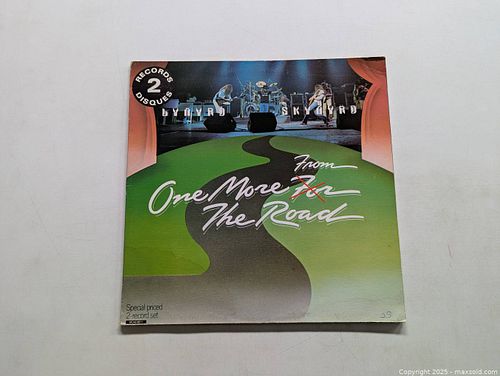 RECORDS
2
DISQUES
LYNYRD SKYNYRD
From
One More For
The Road
Special priced
2-record set
Copyright 2025 - maxsold.com